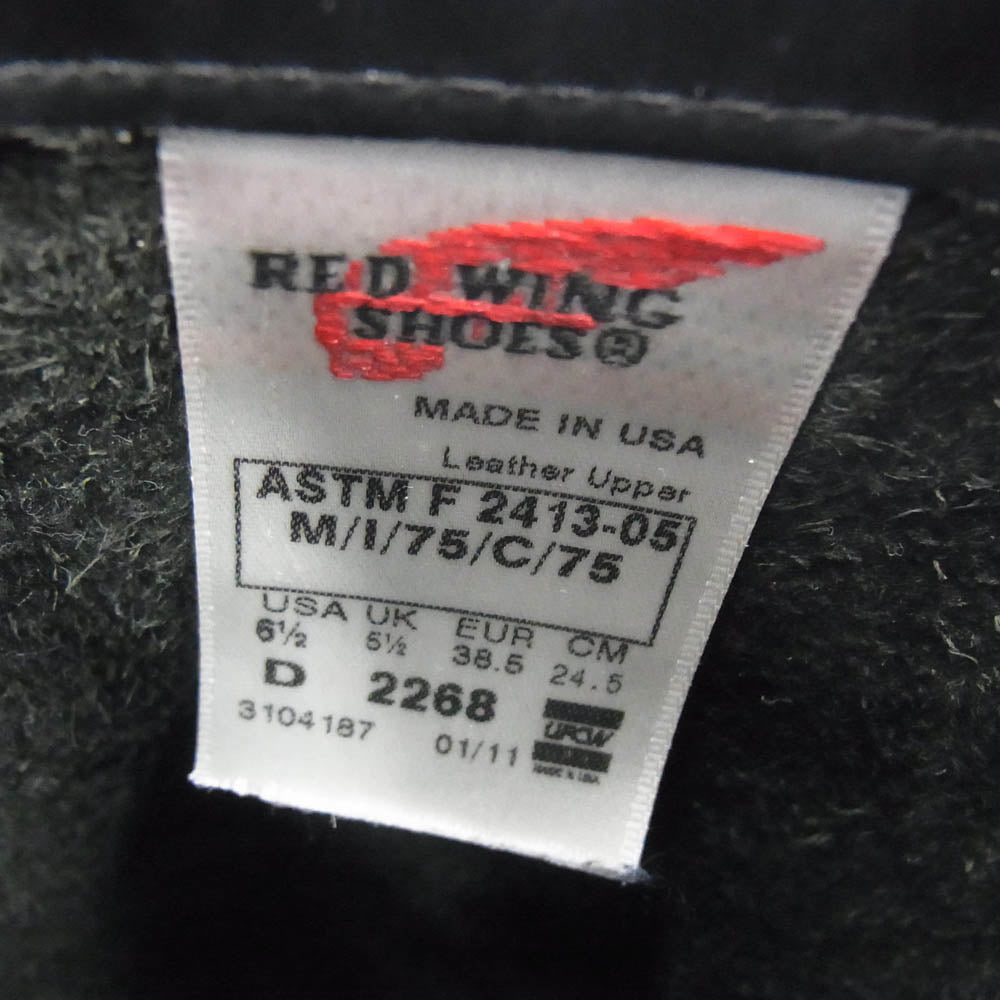 RED WING
SHOES®
MADE IN USA
Leather Upper
ASTM F 2413-05
M/I/75/C/75
USA UK EUR CM
6½ 5½ 38.5 24.5
D 2268
3104187 01/11
UFCW
MADE IN USA